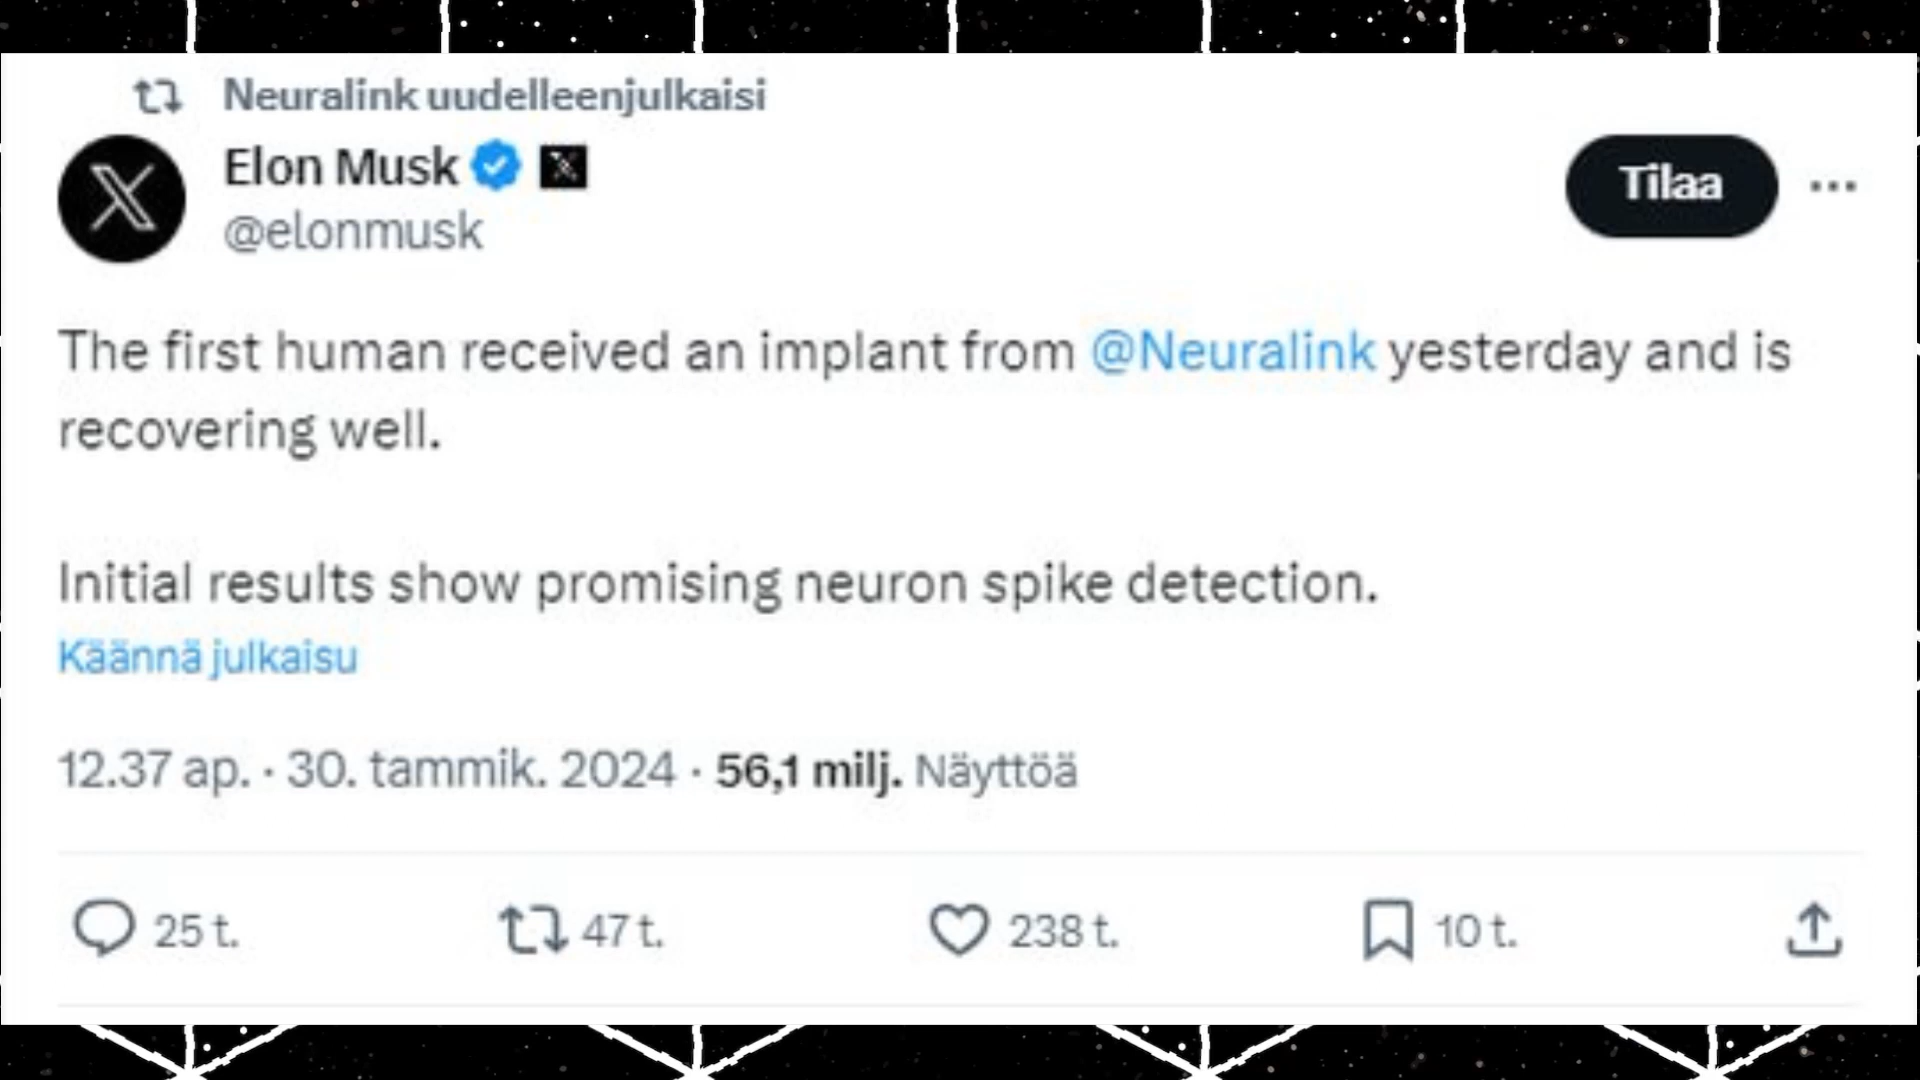 Neuralink uudelleenjulkaisi
Elon Musk
@elonmusk
Tilaa
The first human received an implant from @Neuralink yesterday and is
recovering well.
Initial results show promising neuron spike detection.
Käännä julkaisu
12.37 ap. · 30. tammik. 2024 · 56,1 milj. Näyttöä
25 t. 47 t. 238 t. 10 t.